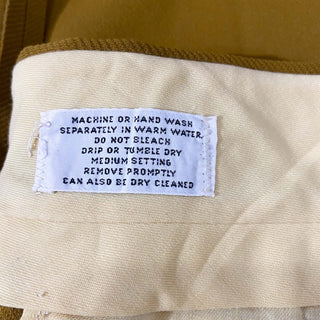 MACHINE OR HAND WASH
SEPARATELY IN WARM WATER.
DO NOT BLEACH
DRIP OR TUMBLE DRY
MEDIUM SETTING
REMOVE PROMPTLY
CAN ALSO BE DRY CLEANED